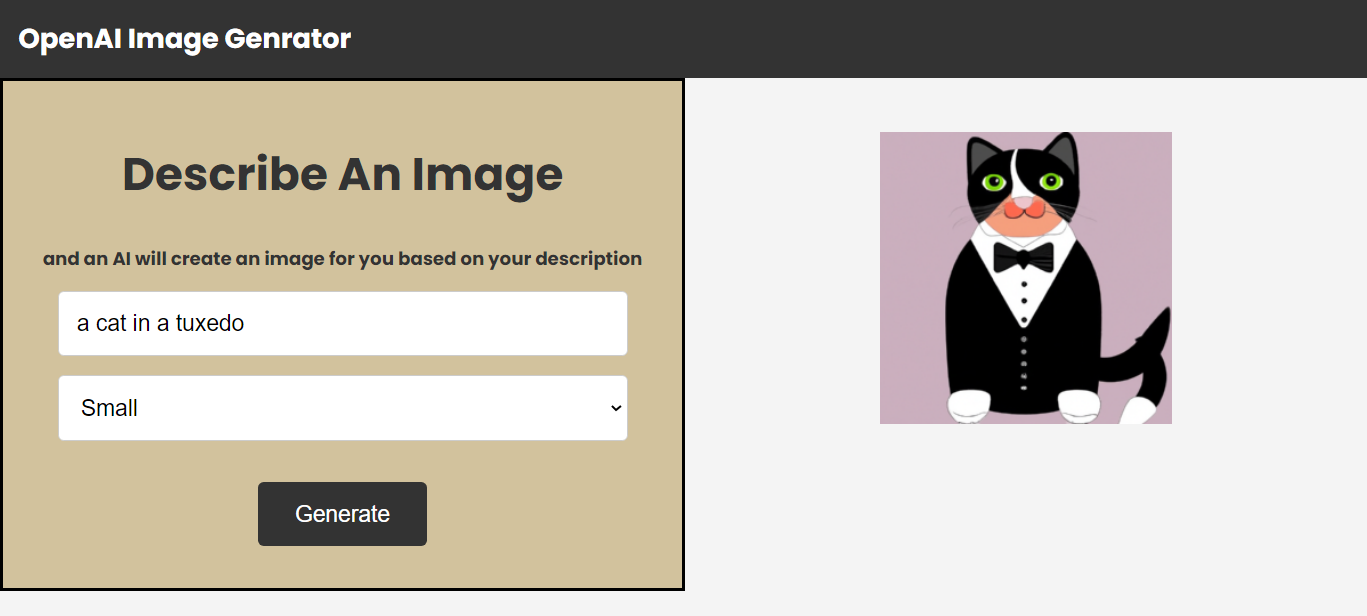 OpenAI Image Genrator
Describe An Image
and an AI will create an image for you based on your description
a cat in a tuxedo
Small
Generate